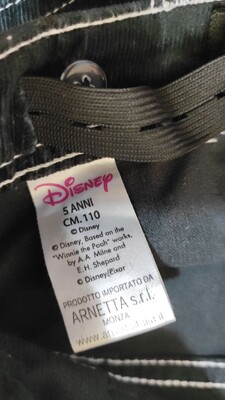 Disney
5 ANNI
CM. 110
© Disney
© Disney, Based on the
"Winnie the Pooh" works,
by A.A. Milne and
E.H. Shepard
© Disney/Pixar
PRODOTTO IMPORTATO DA
ARNETTA s.r.l.
MONZA